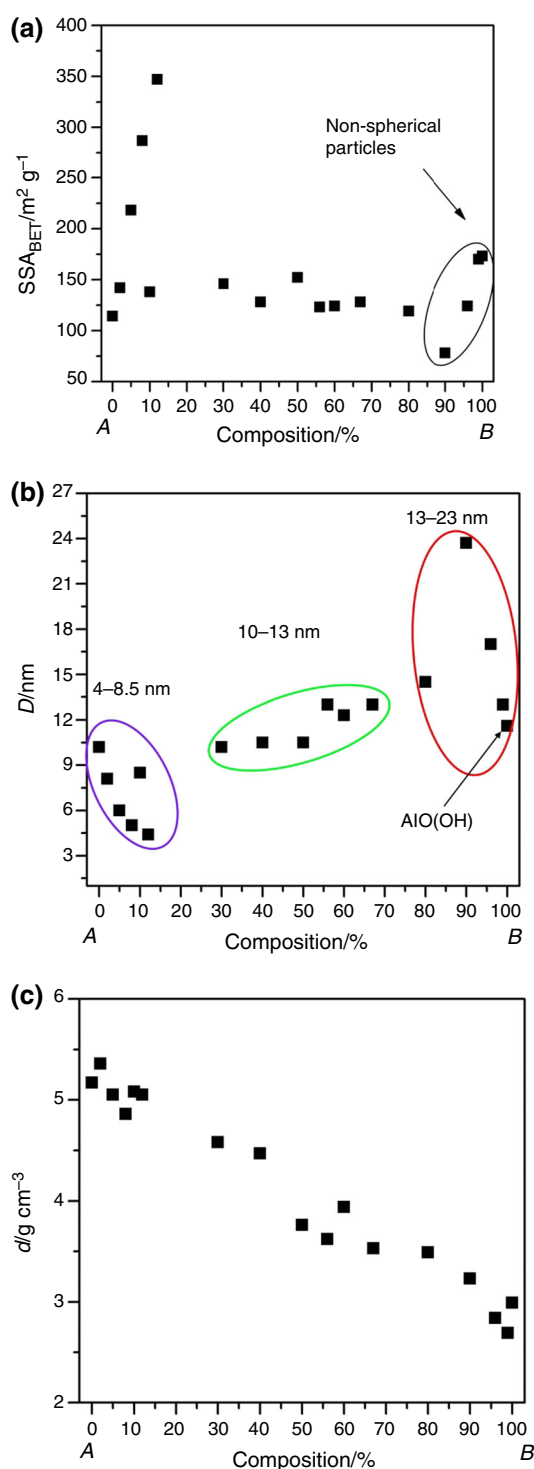 (a)
400
350
300
250
200
150
100
50
SSA_BET/m² g⁻¹
Non-spherical
particles
0 10 20 30 40 50 60 70 80 90 100
A Composition/% B
(b)
27
24
21
18
15
12
9
6
3
D/nm
13–23 nm
10–13 nm
4–8.5 nm
AlO(OH)
0 10 20 30 40 50 60 70 80 90 100
A Composition/% B
(c)
6
5
4
3
2
d/g cm⁻³
0 10 20 30 40 50 60 70 80 90 100
A Composition/% B